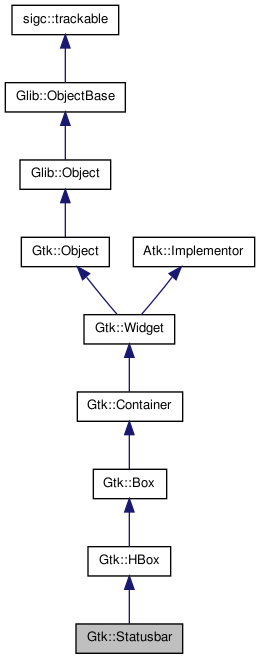 sigc::trackable
Glib::ObjectBase
Glib::Object
Gtk::Object
Atk::Implementor
Gtk::Widget
Gtk::Container
Gtk::Box
Gtk::HBox
Gtk::Statusbar